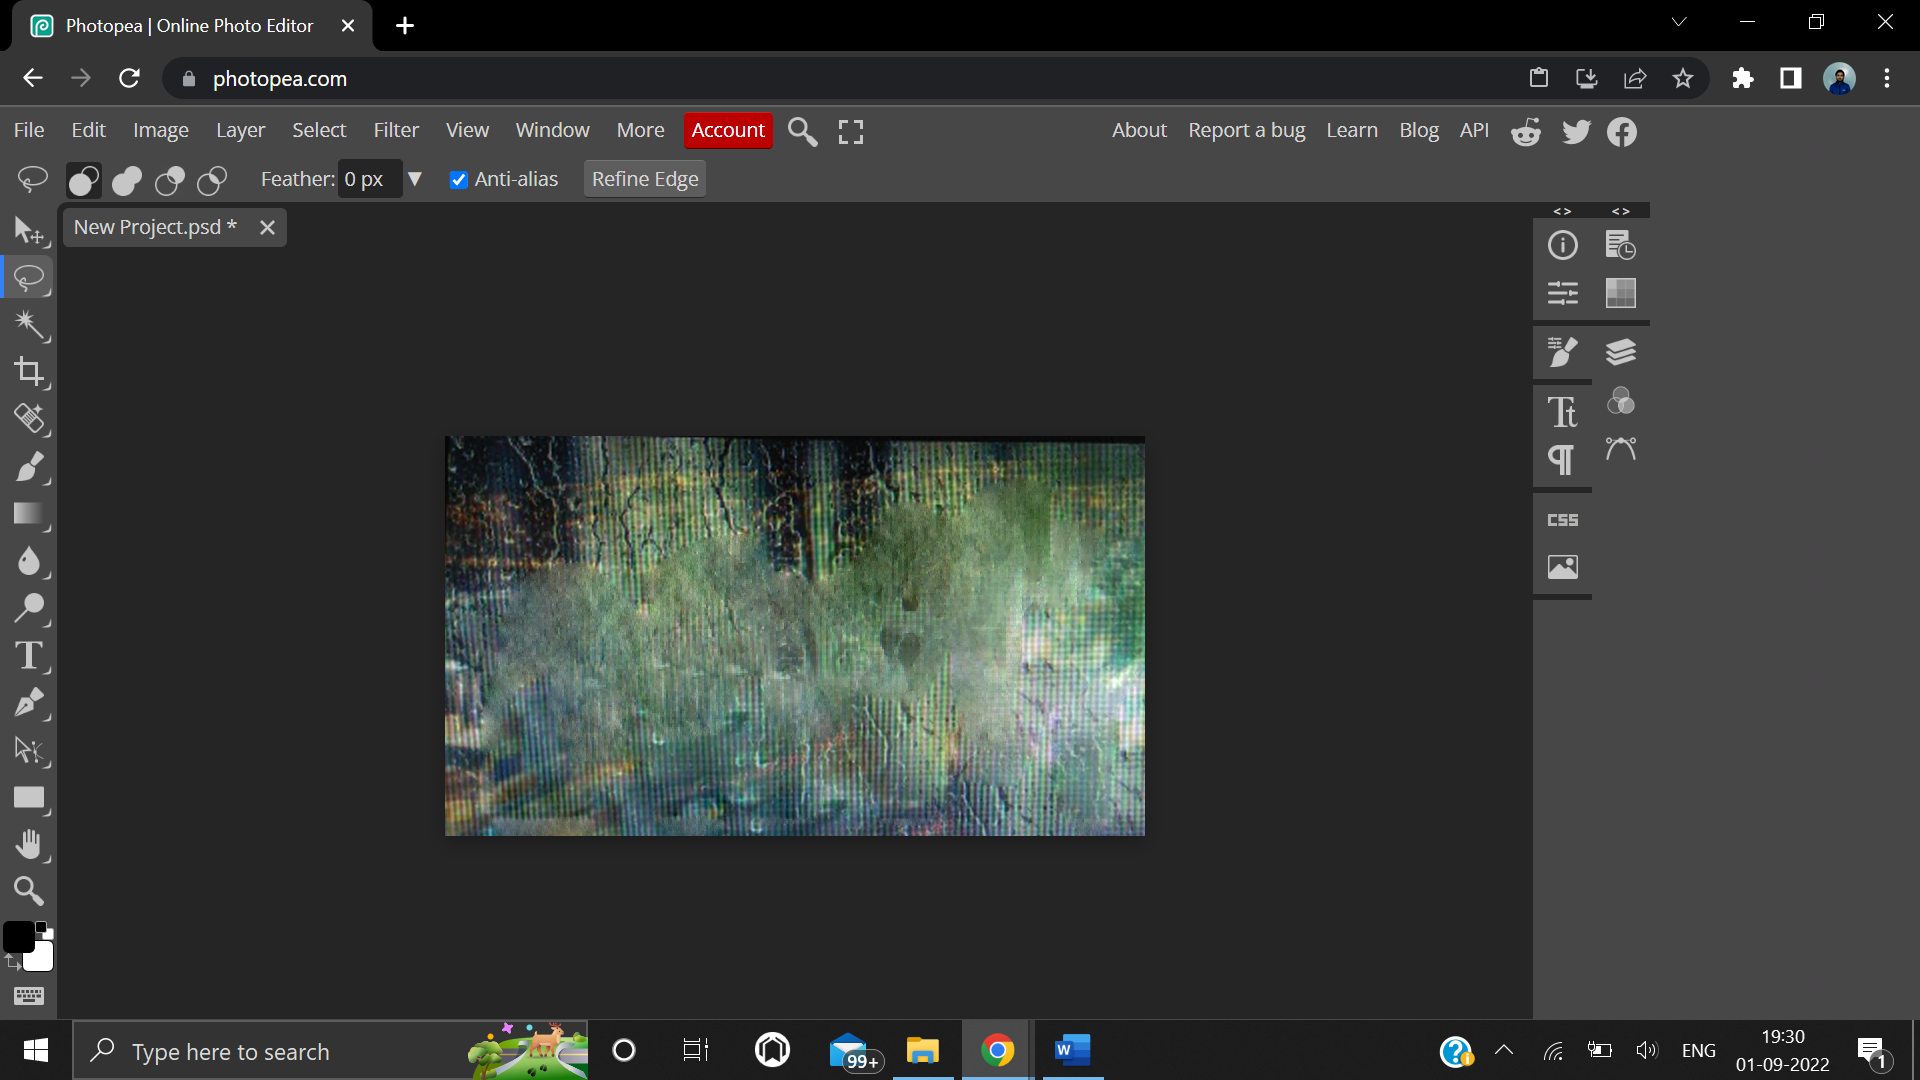 Photopea | Online Photo Editor
photopea.com
File Edit Image Layer Select Filter View Window More Account About Report a bug Learn Blog API
Feather: 0 px Anti-alias Refine Edge
New Project.psd *
<> <>
CSS
Type here to search 99+ W ENG 19:30
01-09-2022 1